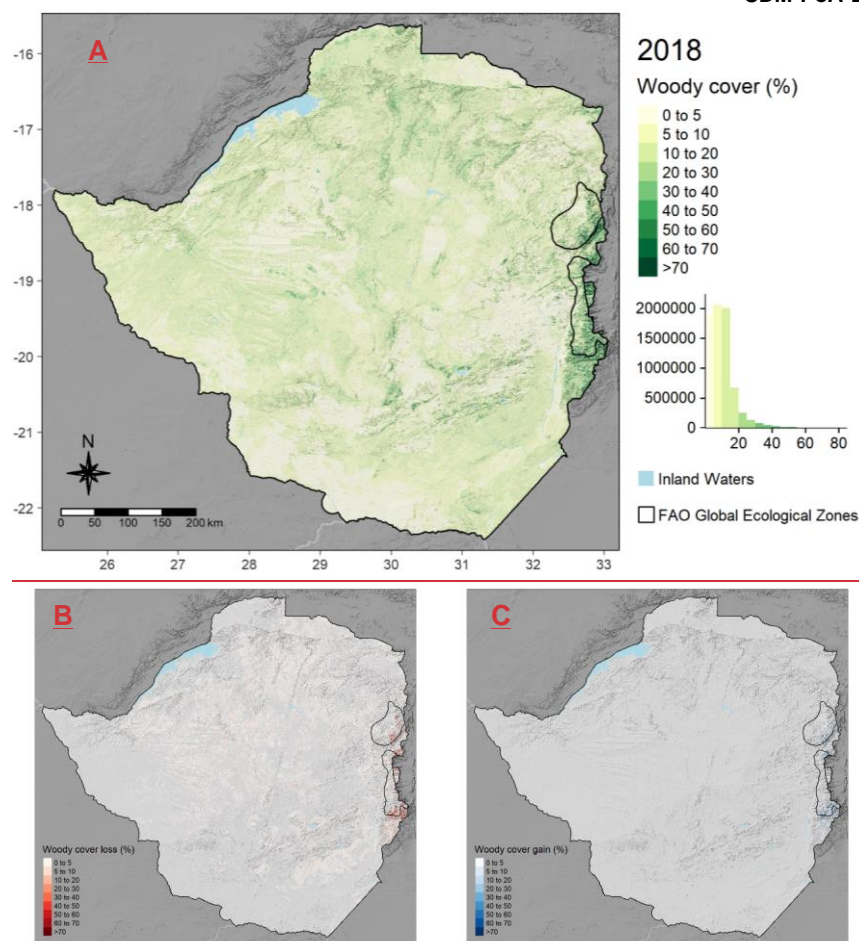 A
-16
-17
-18
-19
-20
-21
-22
N
0 50 100 150 200 km
26 27 28 29 30 31 32 33
2018
Woody cover (%)
0 to 5
5 to 10
10 to 20
20 to 30
30 to 40
40 to 50
50 to 60
60 to 70
>70
2000000
1500000
1000000
500000
0
20 40 60 80
Inland Waters
FAO Global Ecological Zones
B
Woody cover loss (%)
0 to 5
5 to 10
10 to 20
20 to 30
30 to 40
40 to 50
50 to 60
60 to 70
>70
C
Woody cover gain (%)
0 to 5
5 to 10
10 to 20
20 to 30
30 to 40
40 to 50
50 to 60
60 to 70
>70